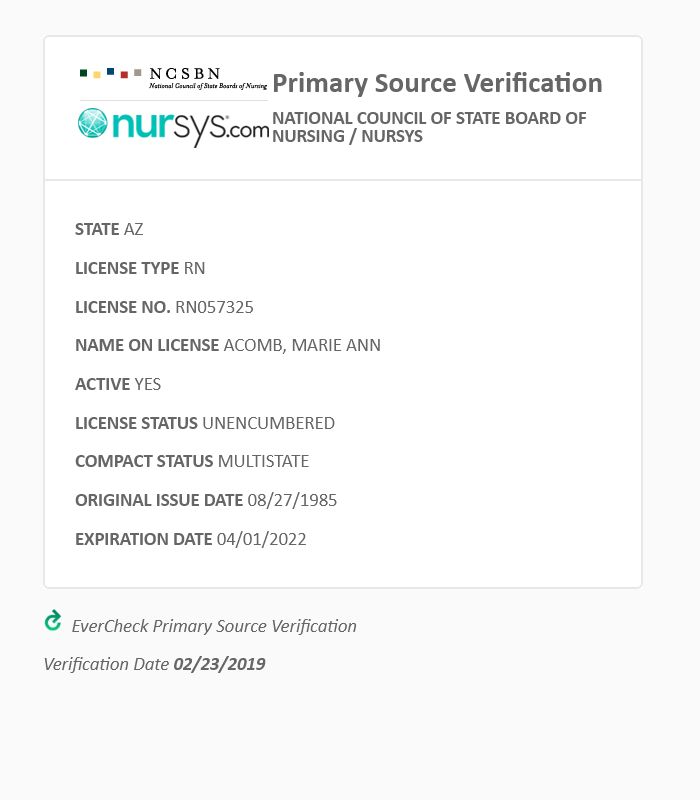 NCSBN
National Council of State Boards of Nursing
nursys.com
Primary Source Verification
NATIONAL COUNCIL OF STATE BOARD OF
NURSING / NURSYS
STATE AZ
LICENSE TYPE RN
LICENSE NO. RN057325
NAME ON LICENSE ACOMB, MARIE ANN
ACTIVE YES
LICENSE STATUS UNENCUMBERED
COMPACT STATUS MULTISTATE
ORIGINAL ISSUE DATE 08/27/1985
EXPIRATION DATE 04/01/2022
EverCheck Primary Source Verification
Verification Date 02/23/2019